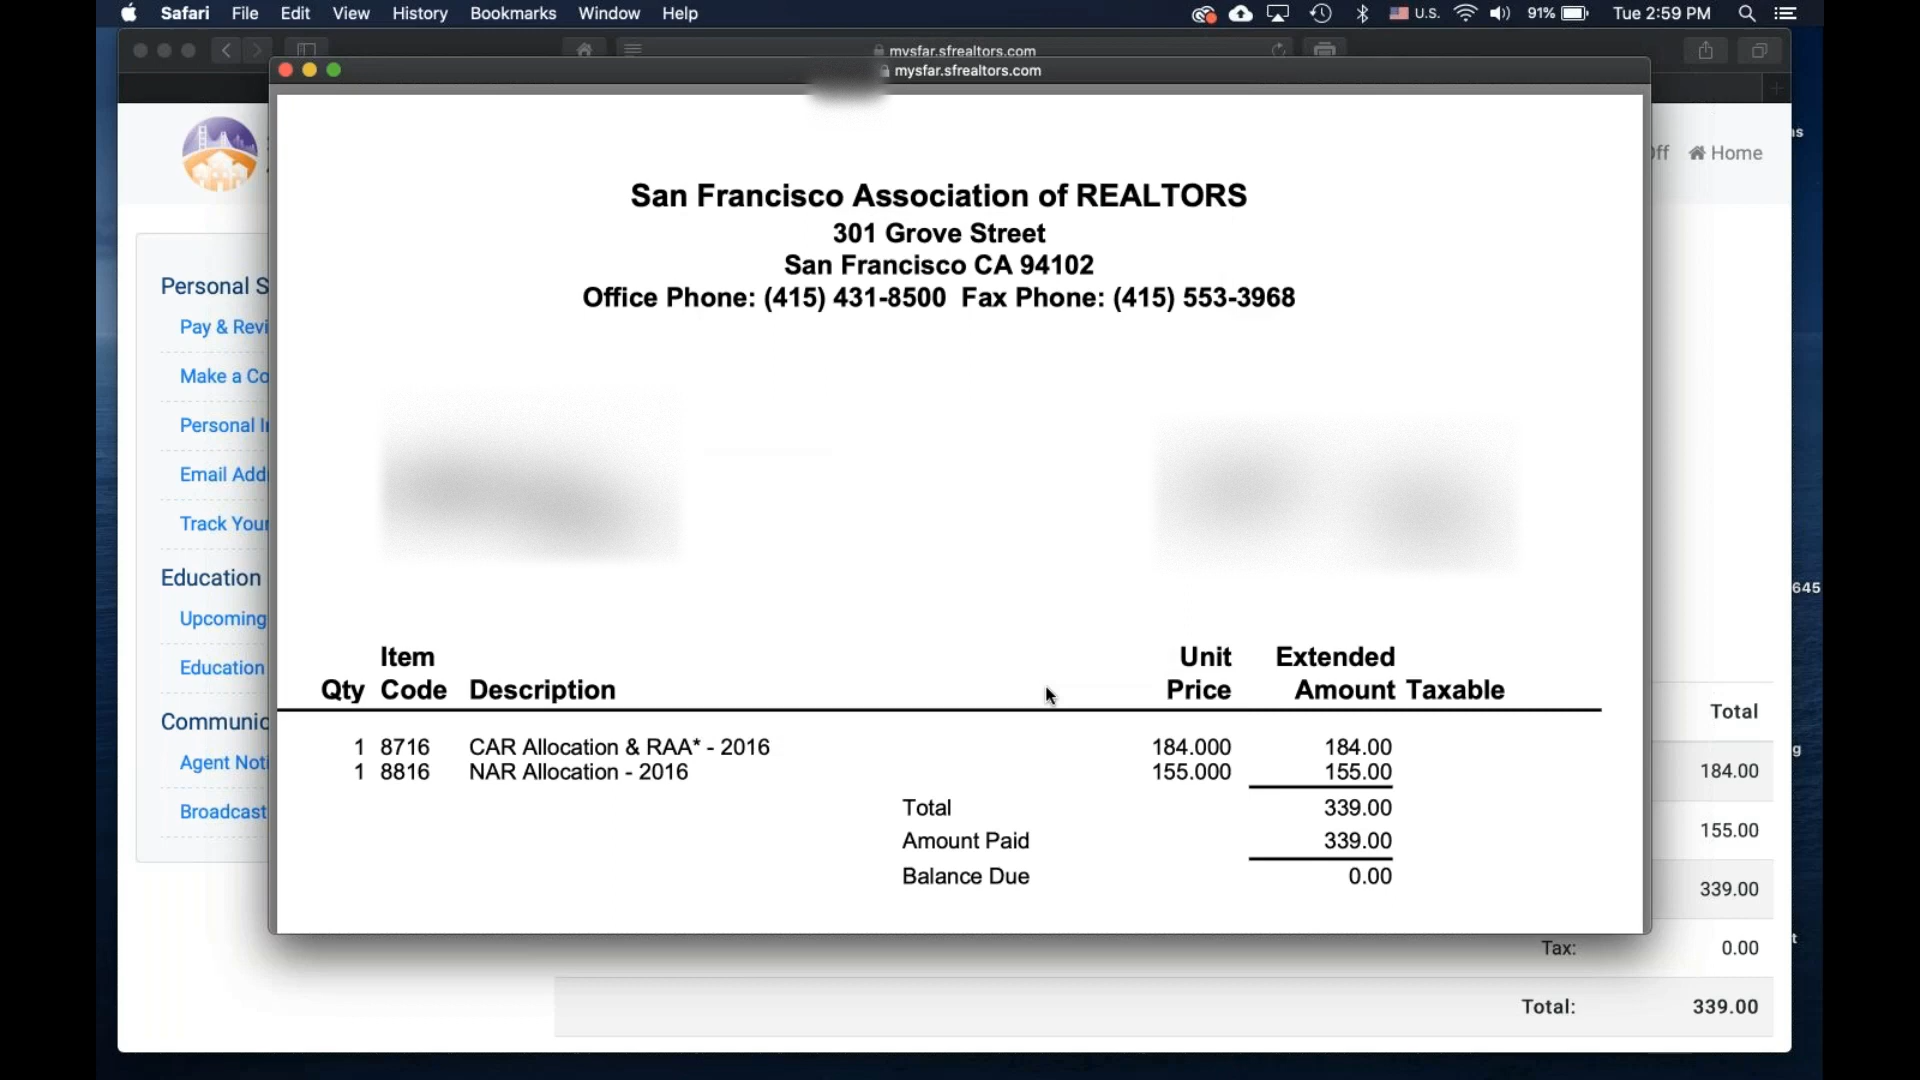 Safari File Edit View History Bookmarks Window Help U.S. 91% Tue 2:59 PM
mysfar.sfrealtors.com
mysfar.sfrealtors.com
Home
San Francisco Association of REALTORS
301 Grove Street
San Francisco CA 94102
Office Phone: (415) 431-8500 Fax Phone: (415) 553-3968
Personal S
Pay & Revi
Make a Co
Personal I
Email Add
Track Your
Education
Upcoming
Education
Communic
Agent Noti
Broadcast
645
Item Unit Extended
Qty Code Description Price Amount Taxable
1 8716 CAR Allocation & RAA* - 2016 184.000 184.00
1 8816 NAR Allocation - 2016 155.000 155.00
Total 339.00
Amount Paid 339.00
Balance Due 0.00
Total
184.00
155.00
339.00
Tax: 0.00
Total: 339.00